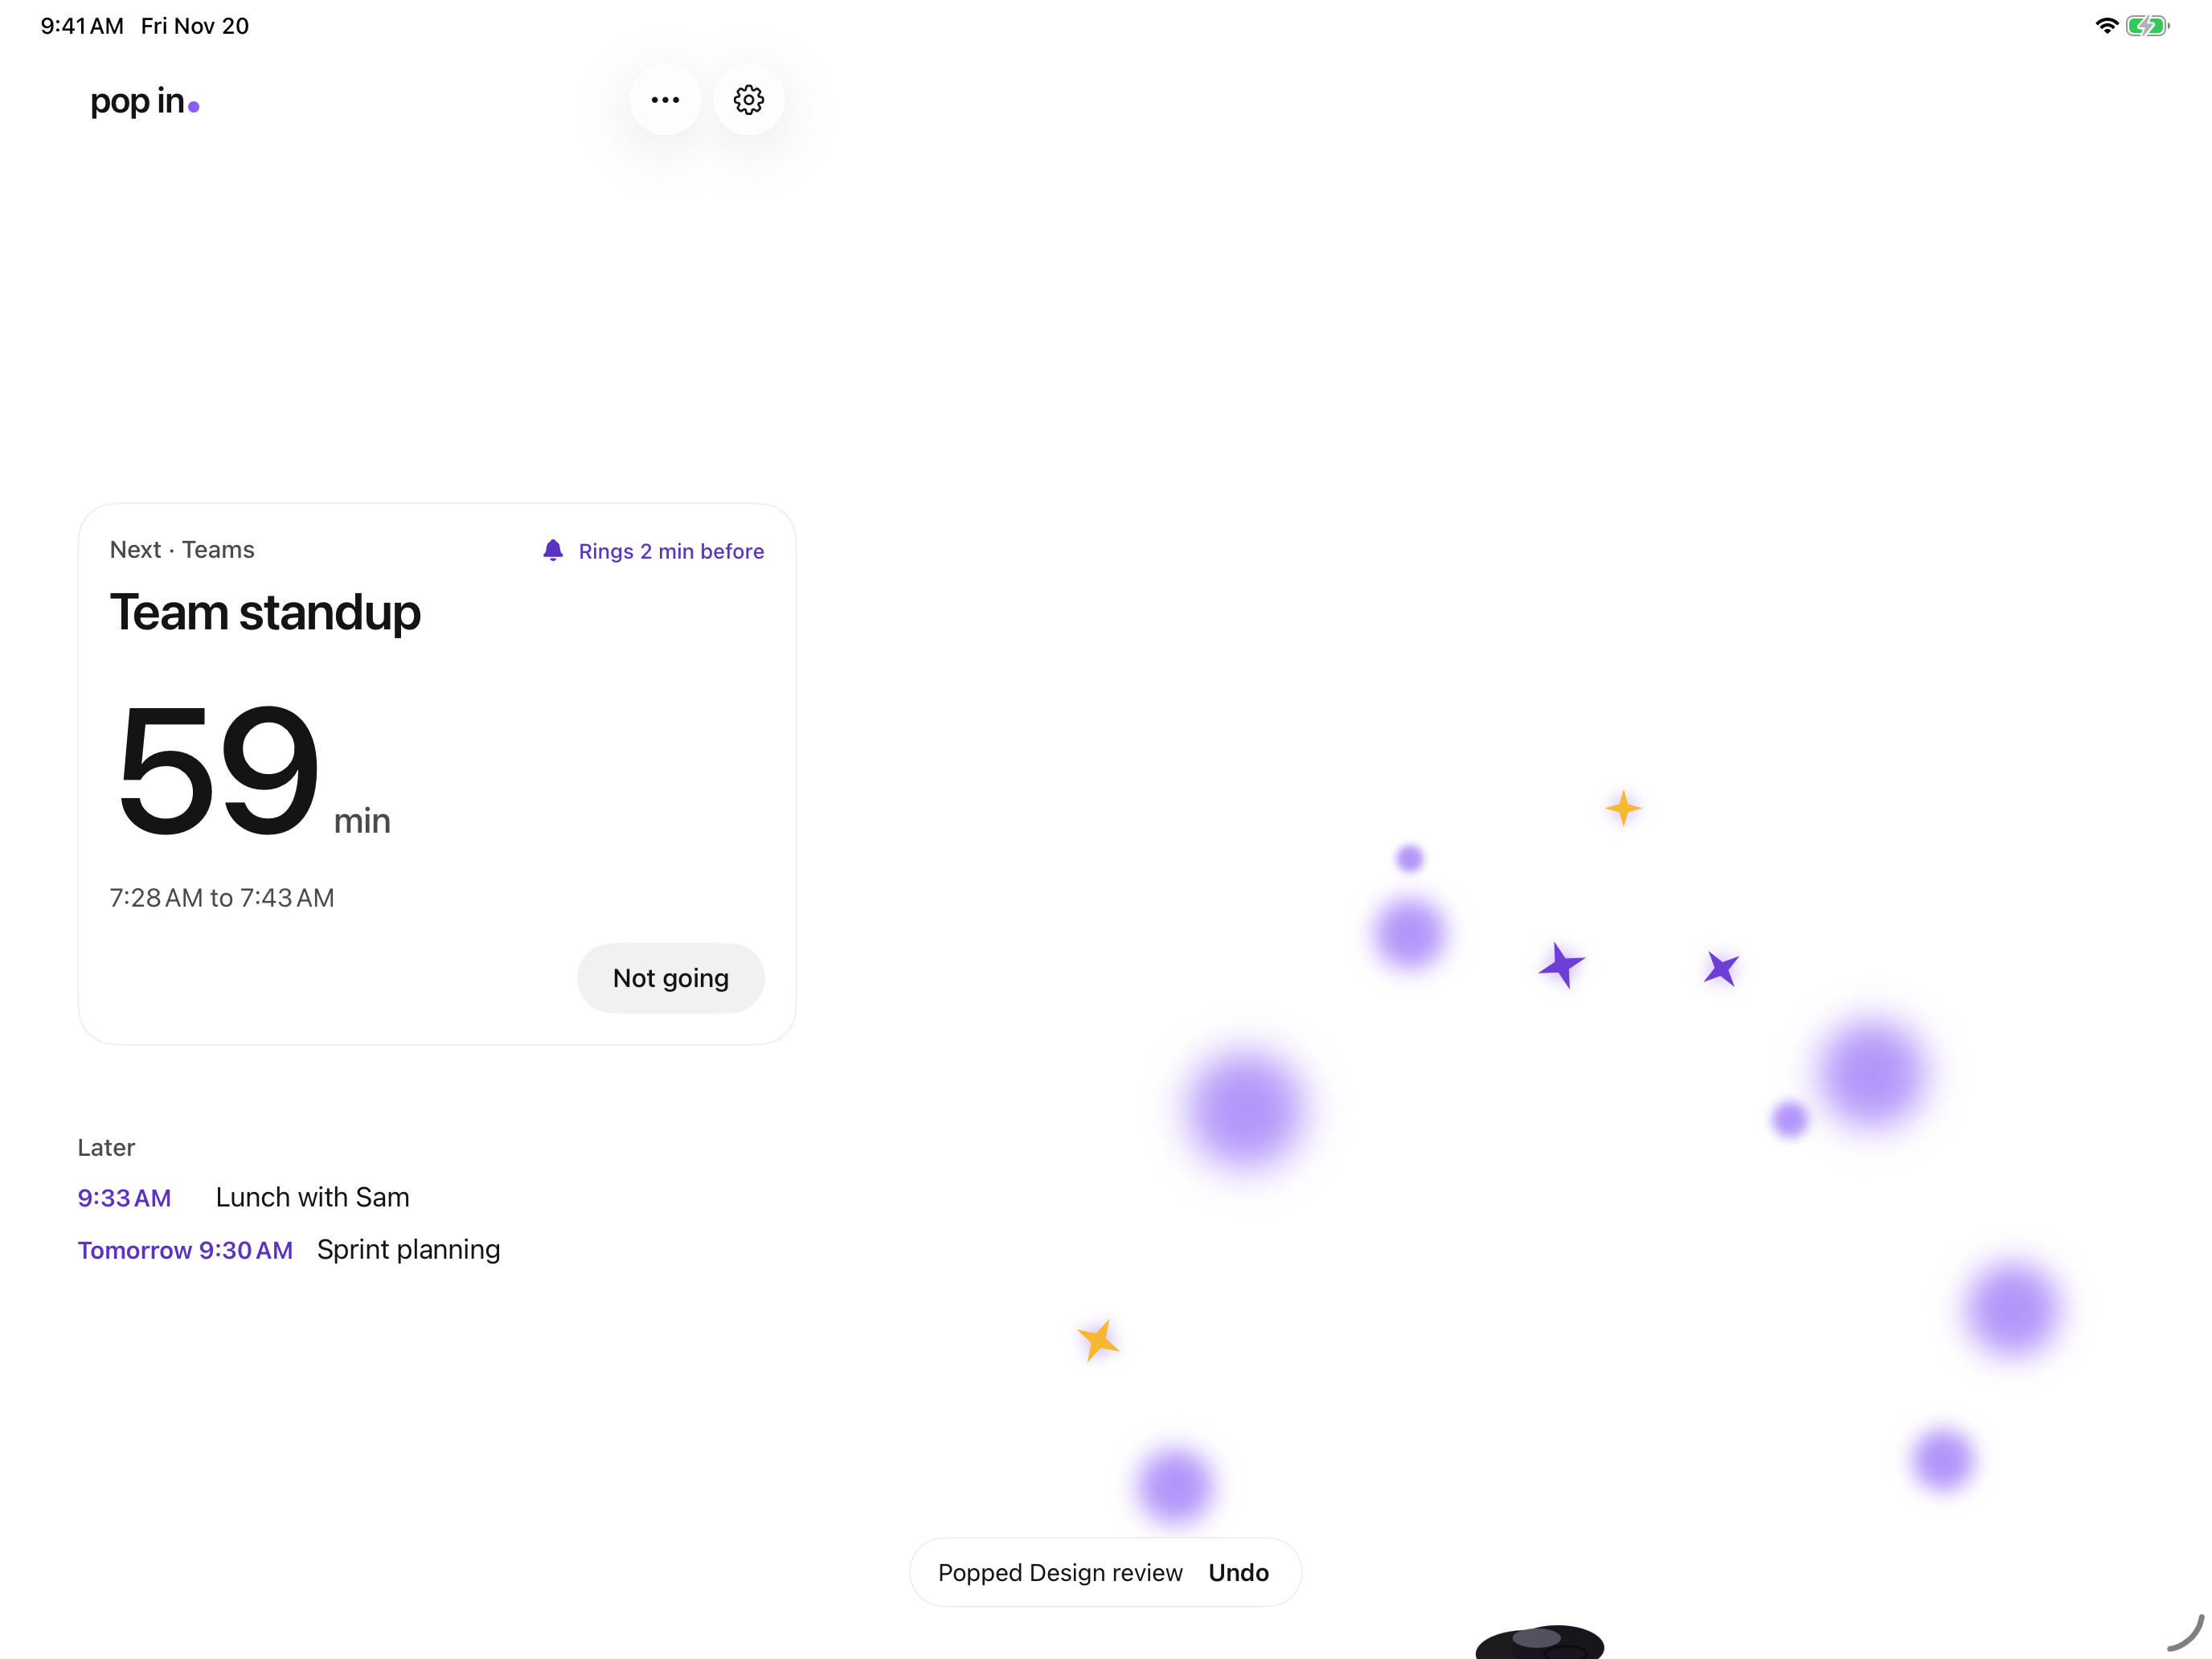 9:41 AM Fri Nov 20
pop in
Next · Teams
Rings 2 min before
Team standup
59 min
7:28 AM to 7:43 AM
Not going
Later
9:33 AM Lunch with Sam
Tomorrow 9:30 AM Sprint planning
Popped Design review Undo